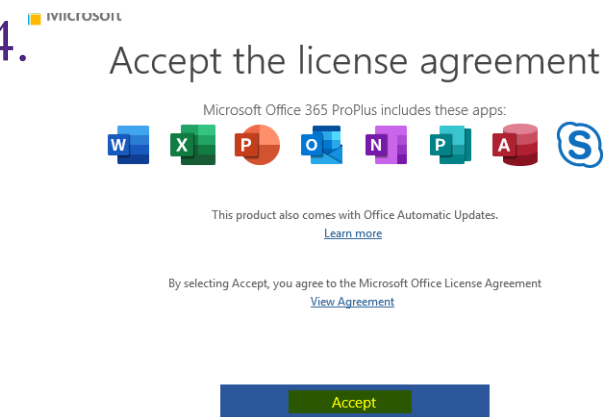 4.
Microsoft
Accept the license agreement
Microsoft Office 365 ProPlus includes these apps:
W X P O N P A S
This product also comes with Office Automatic Updates.
Learn more
By selecting Accept, you agree to the Microsoft Office License Agreement
View Agreement
Accept